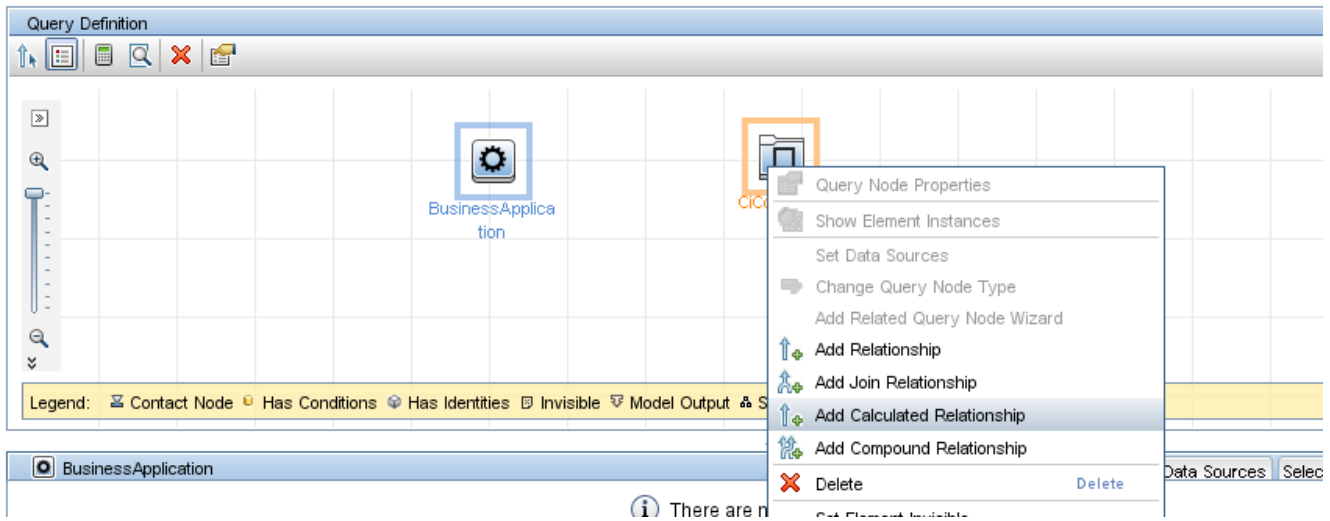 Query Definition
BusinessApplica
tion
Query Node Properties
Show Element Instances
Set Data Sources
Change Query Node Type
Add Related Query Node Wizard
Add Relationship
Add Join Relationship
Add Calculated Relationship
Add Compound Relationship
Delete Delete
Legend: Contact Node Has Conditions Has Identities Invisible Model Output
BusinessApplication
Data Sources
There are